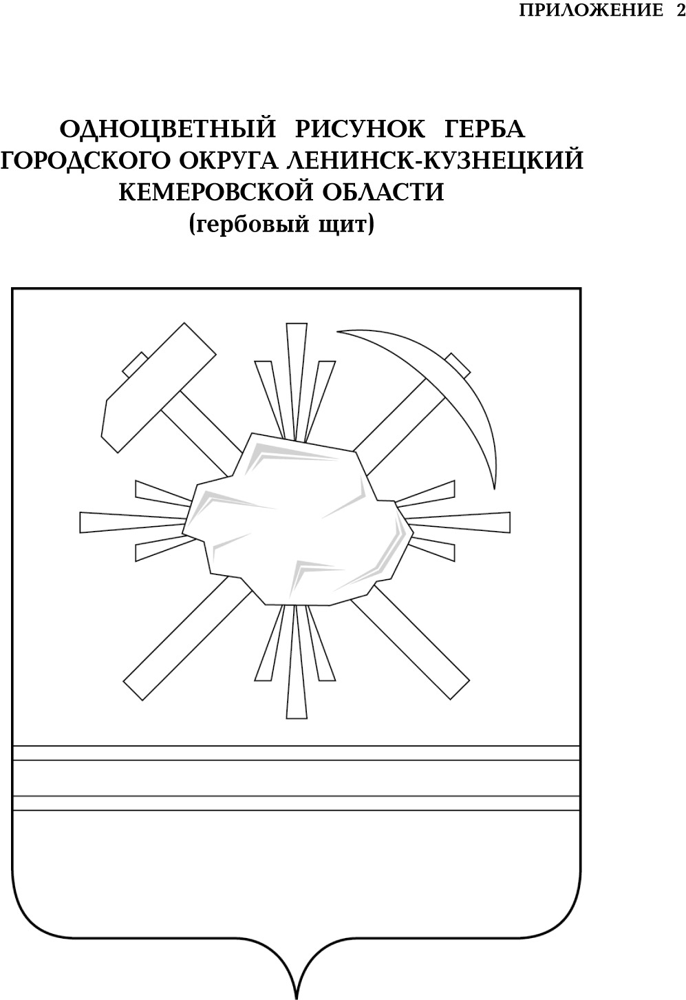 ПРИЛОЖЕНИЕ 2
ОДНОЦВЕТНЫЙ РИСУНОК ГЕРБА
ГОРОДСКОГО ОКРУГА ЛЕНИНСК-КУЗНЕЦКИЙ
КЕМЕРОВСКОЙ ОБЛАСТИ
(гербовый щит)